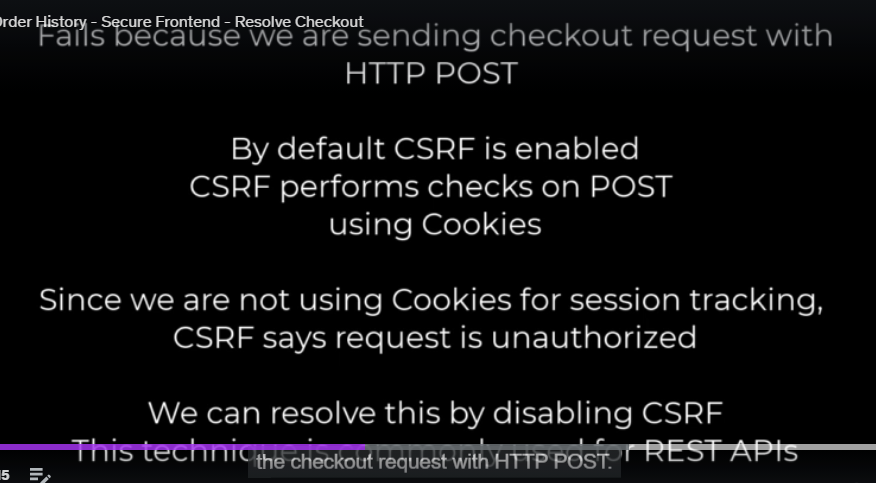 Order History - Secure Frontend - Resolve Checkout
Fails because we are sending checkout request with
HTTP POST
By default CSRF is enabled
CSRF performs checks on POST
using Cookies
Since we are not using Cookies for session tracking,
CSRF says request is unauthorized
We can resolve this by disabling CSRF
This technique is commonly used for REST APIs
the checkout request with HTTP POST.